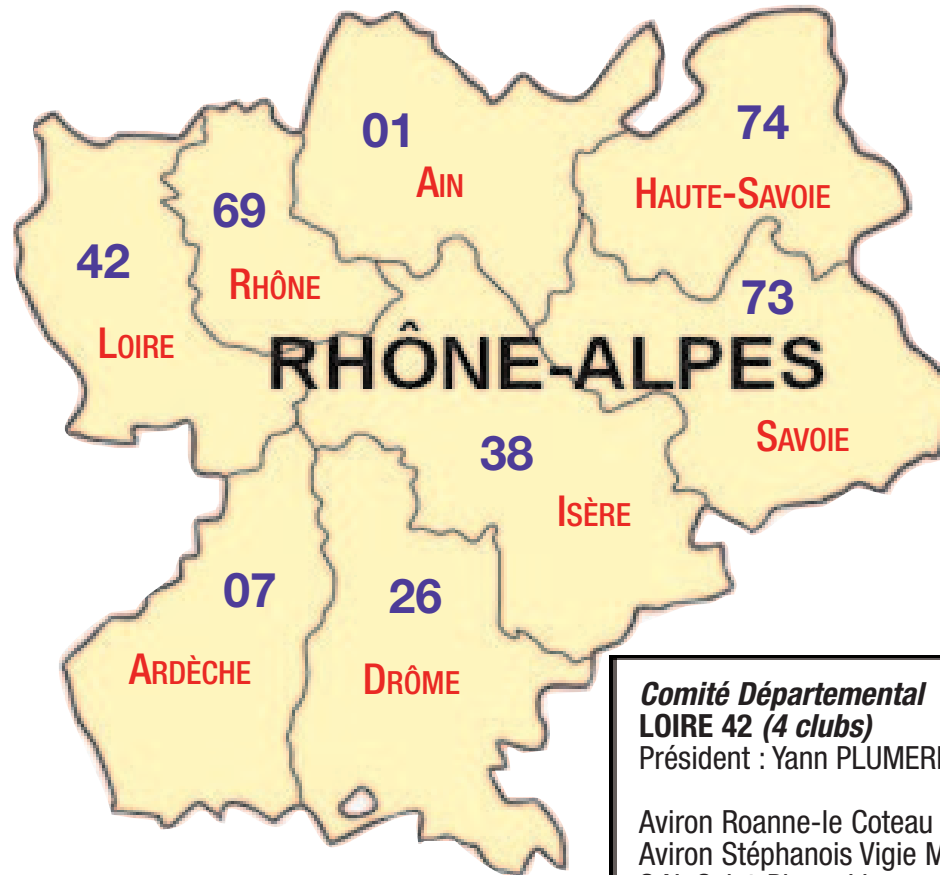 01
AIN
74
HAUTE-SAVOIE
69
RHÔNE
42
LOIRE
73
SAVOIE
RHÔNE-ALPES
38
ISÈRE
07
ARDÈCHE
26
DRÔME
Comité Départemental
LOIRE 42 (4 clubs)
Président : Yann
Aviron Roanne-le Coteau
Aviron Stéphanois Vigie